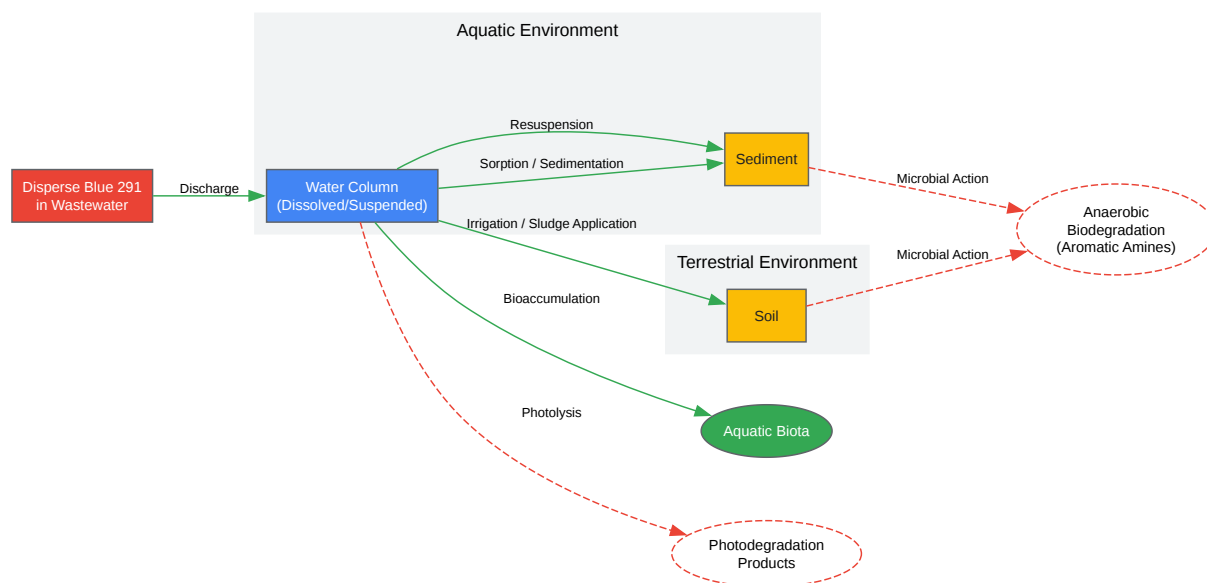 Aquatic Environment
Resuspension
Sorption / Sedimentation
Sediment
Disperse Blue 291
in Wastewater
Discharge
Water Column
(Dissolved/Suspended)
Microbial Action
Anaerobic
Biodegradation
(Aromatic Amines)
Irrigation / Sludge Application
Terrestrial Environment
Microbial Action
Soil
Bioaccumulation
Photolysis
Aquatic Biota
Photodegradation
Products